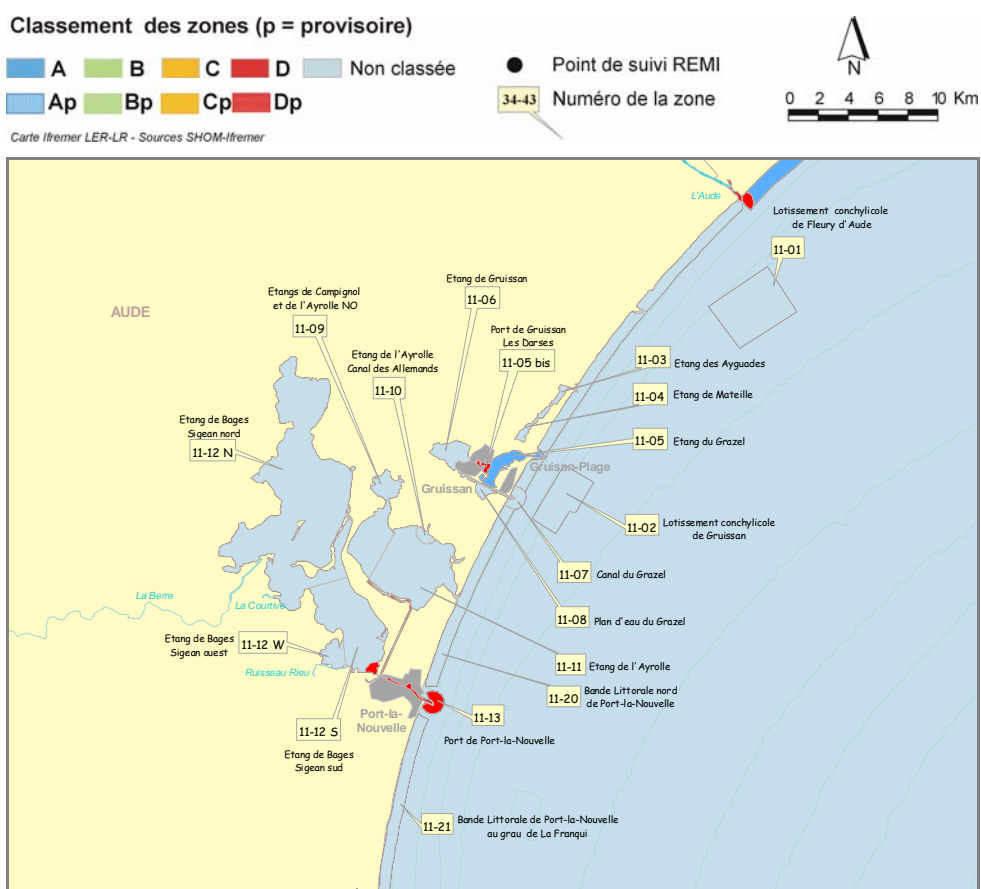 Classement des zones (p = provisoire)
A B C D Non classée
Ap Bp Cp Dp
Carte Ifremer LER-LR - Sources SHOM-Ifremer
Point de suivi REMI
34-43 Numéro de la zone
N
0 2 4 6 8 10 Km
L'Aude
Lotissement conchylicole
de Fleury d'Aude
11-01
Etang de Gruissan
11-06
Etangs de Campignol
et de l'Ayrolle NO
11-09
AUDE
Port de Gruissan
Les Darses
11-05 bis
Etang de l'Ayrolle
Canal des Allemands
11-10
11-03 Etang des Ayguades
11-04 Etang de Mateille
Etang de Bages
Sigean nord
11-12 N
11-05 Etang du Grazel
Gruisan-Plage
Gruissan
11-02 Lotissement conchylicole
de Gruissan
11-07 Canal du Grazel
La Berre
La Courtive
11-08 Plan d'eau du Grazel
Etang de Bages
Sigean ouest
11-12 W
Ruisseau Rieu
11-11 Etang de l'Ayrolle
11-20 Bande Littorale nord
de Port-la-Nouvelle
Port-la-
Nouvelle
11-13
Port de Port-la-Nouvelle
11-12 S
Etang de Bages
Sigean sud
11-21 Bande Littorale de Port-la-Nouvelle
au grau de La Franqui